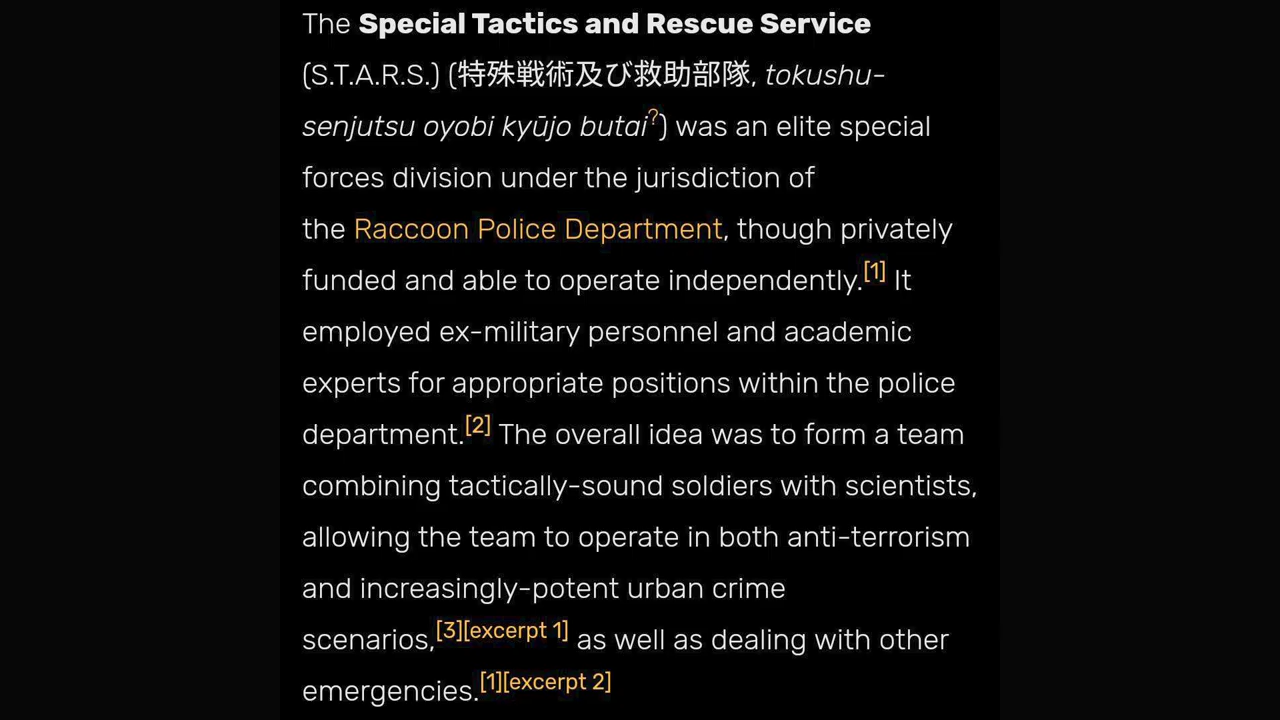 The Special Tactics and Rescue Service
(S.T.A.R.S.) (特殊戦術及び救助部隊, tokushu-
senjutsu oyobi kyūjo butai?) was an elite special
forces division under the jurisdiction of
the Raccoon Police Department, though privately
funded and able to operate independently.[1] It
employed ex-military personnel and academic
experts for appropriate positions within the police
department.[2] The overall idea was to form a team
combining tactically-sound soldiers with scientists,
allowing the team to operate in both anti-terrorism
and increasingly-potent urban crime
scenarios,[3][excerpt 1] as well as dealing with other
emergencies.[1][excerpt 2]